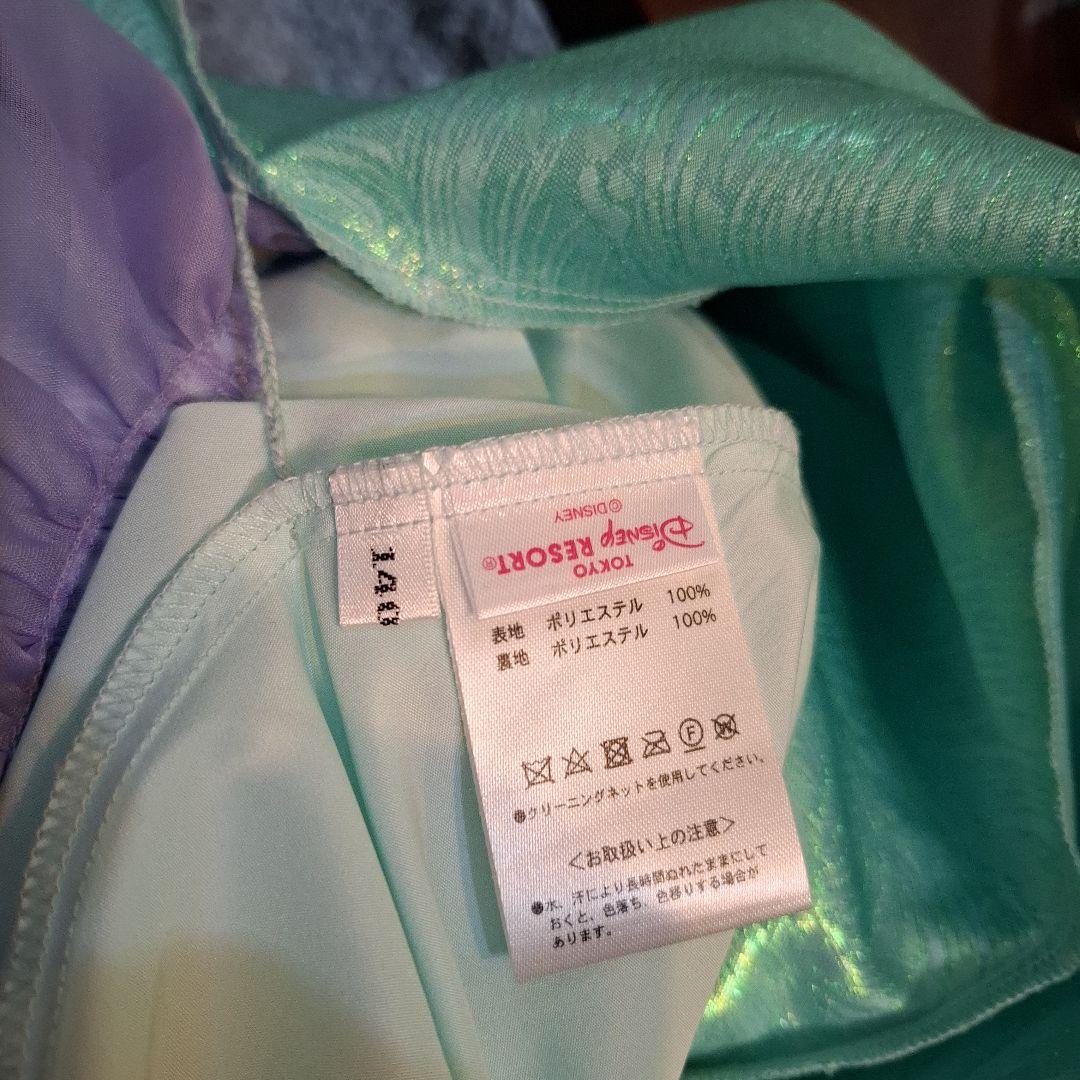 TOKYO
Disney RESORT®
©DISNEY
表地 ポリエステル 100%
裏地 ポリエステル 100%
F W
●クリーニングネットを使用してください。
<お取扱い上の注意>
●水、汗により長時間ぬれたままにして
おくと、色落ち、色移りする場合が
あります。